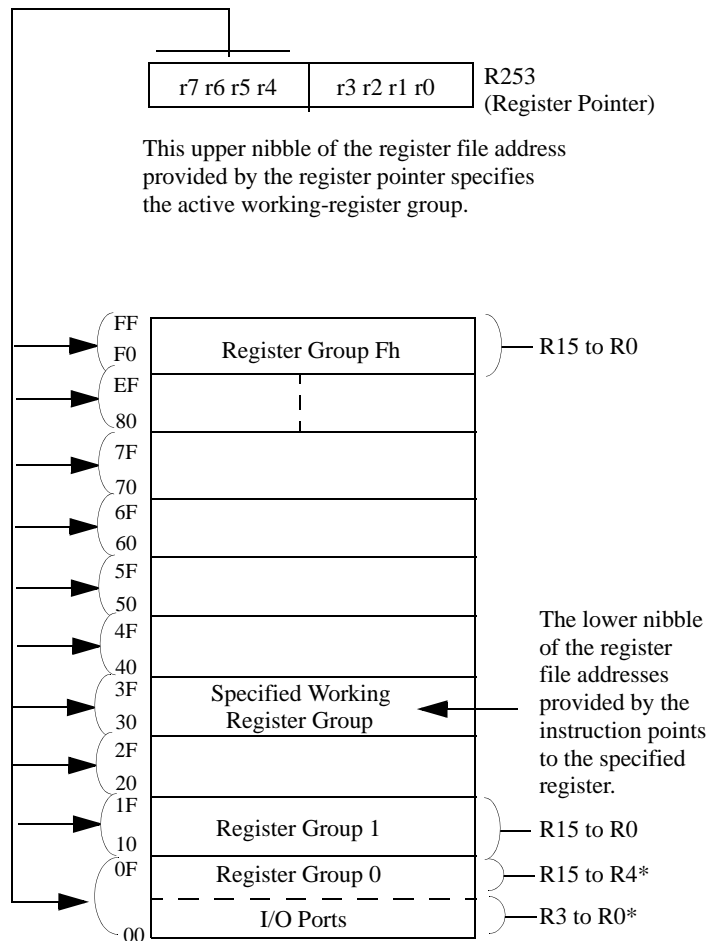 r7 r6 r5 r4
r3 r2 r1 r0
R253
(Register Pointer)
This upper nibble of the register file address
provided by the register pointer specifies
the active working-register group.
FF
F0
Register Group Fh
R15 to R0
EF
80
7F
70
6F
60
5F
50
4F
40
3F
30
Specified Working
Register Group
The lower nibble
of the register
file addresses
provided by the
instruction points
to the specified
register.
2F
20
1F
10
Register Group 1
R15 to R0
0F
Register Group 0
R15 to R4*
I/O Ports
R3 to R0*
00